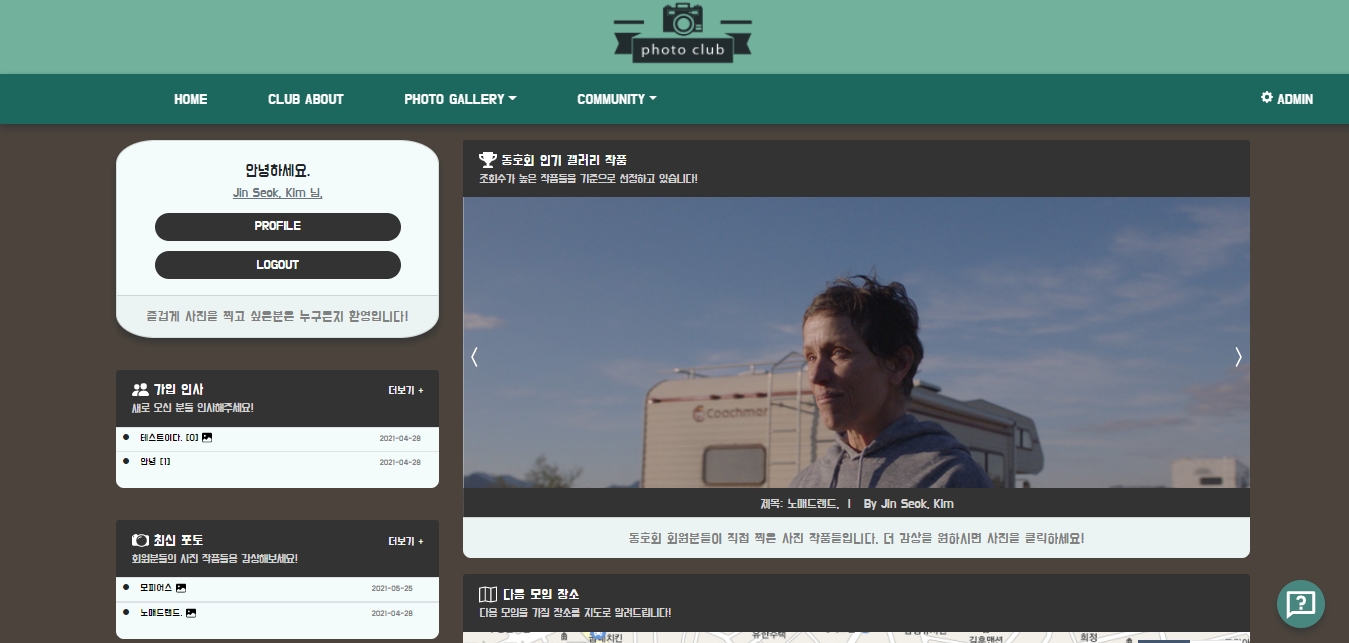 photo club
HOME
CLUB ABOUT
PHOTO GALLERY
COMMUNITY
ADMIN
안녕하세요.
Jin Seok, Kim 님,
PROFILE
LOGOUT
즐겁게 사진을 찍고 싶은분은 누구든지 환영입니다!
가입 인사
더보기 +
새로 오신 분들 인사해주세요!
테스트이다. [0]
2021-04-28
안녕 [1]
2021-04-28
최신 포토
더보기 +
회원분들의 사진 작품들을 감상해보세요!
모피어스
2021-05-25
노매드랜드.
2021-04-28
동호회 인기 갤러리 작품
조회수가 높은 작품들을 기준으로 선정하고 있습니다!
Coachmen
제목: 노매드랜드, | By Jin Seok, Kim
동호회 회원분들이 직접 찍은 사진 작품들입니다. 더 감상을 원하시면 사진을 클릭하세요!
다음 모임 장소
다음 모임을 가질 장소를 지도로 알려드립니다!
유한주택
김호맨션
희정